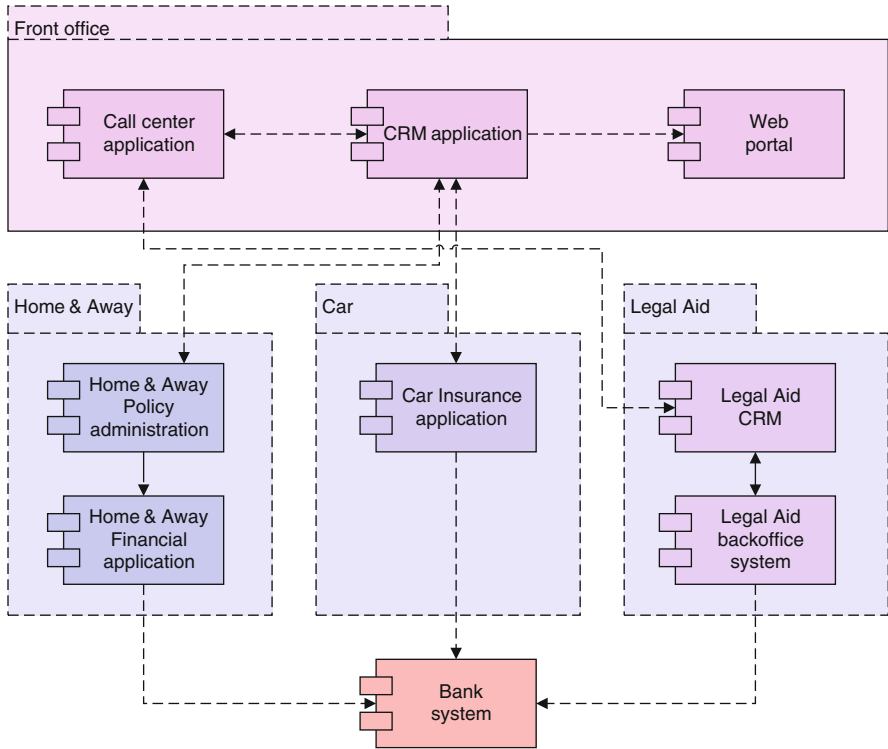 Front office
Call center
application
CRM application
Web
portal
Home & Away
Car
Legal Aid
Home & Away
Policy
administration
Car Insurance
application
Legal Aid
CRM
Home & Away
Financial
application
Legal Aid
backoffice
system
Bank
system